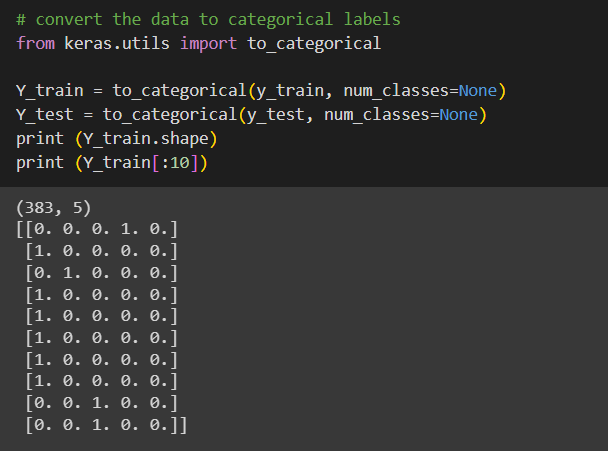 # convert the data to categorical labels
from keras.utils import to_categorical
Y_train = to_categorical(y_train, num_classes=None)
Y_test = to_categorical(y_test, num_classes=None)
print (Y_train.shape)
print (Y_train[:10])
(383, 5)
[[0. 0. 0. 1. 0.]
 [1. 0. 0. 0. 0.]
 [0. 1. 0. 0. 0.]
 [1. 0. 0. 0. 0.]
 [1. 0. 0. 0. 0.]
 [1. 0. 0. 0. 0.]
 [1. 0. 0. 0. 0.]
 [1. 0. 0. 0. 0.]
 [0. 0. 1. 0. 0.]
 [0. 0. 1. 0. 0.]]